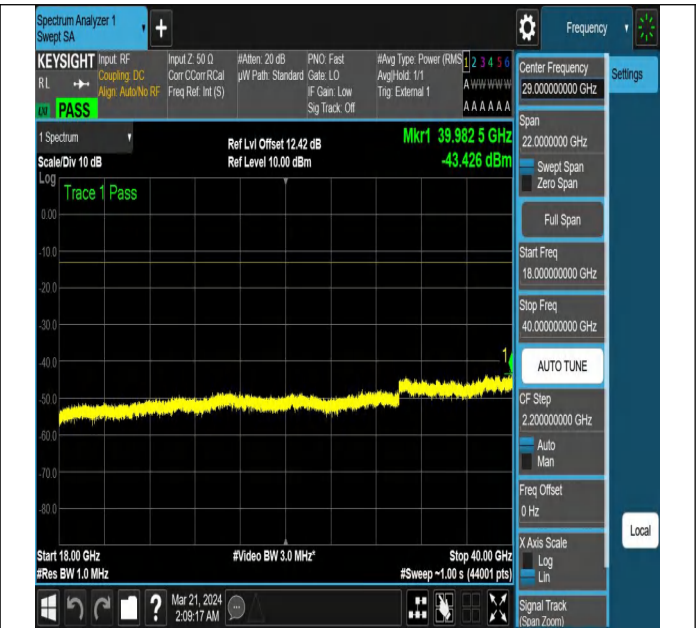 Spectrum Analyzer 1
Swept SA
+
Frequency
KEYSIGHT
Input: RF
Coupling: DC
Align: Auto/No RF
Input Z: 50 Ω
Corr CCorr RCal
Freq Ref: Int (S)
#Atten: 20 dB
µW Path: Standard
PNO: Fast
Gate: LO
IF Gain: Low
Sig Track: Off
#Avg Type: Power (RMS
Avg|Hold: 1/1
Trig: External 1
1 2 3 4 5 6
A W W W W W
A A A A A A
RL
PASS
1 Spectrum
Scale/Div 10 dB
Ref Lvl Offset 12.42 dB
Ref Level 10.00 dBm
Mkr1 39.982 5 GHz
-43.426 dBm
Log
Trace 1 Pass
0.00
-10.0
-20.0
-30.0
-40.0
-50.0
-60.0
-70.0
-80.0
1
Start 18.00 GHz
#Res BW 1.0 MHz
#Video BW 3.0 MHz*
Stop 40.00 GHz
#Sweep ~1.00 s (44001 pts)
Mar 21, 2024
2:09:17 AM
?
Center Frequency
29.000000000 GHz
Settings
Span
22.0000000 GHz
Swept Span
Zero Span
Full Span
Start Freq
18.000000000 GHz
Stop Freq
40.000000000 GHz
AUTO TUNE
CF Step
2.200000000 GHz
Auto
Man
Freq Offset
0 Hz
X Axis Scale
Log
Lin
Local
Signal Track
(Span Zoom)